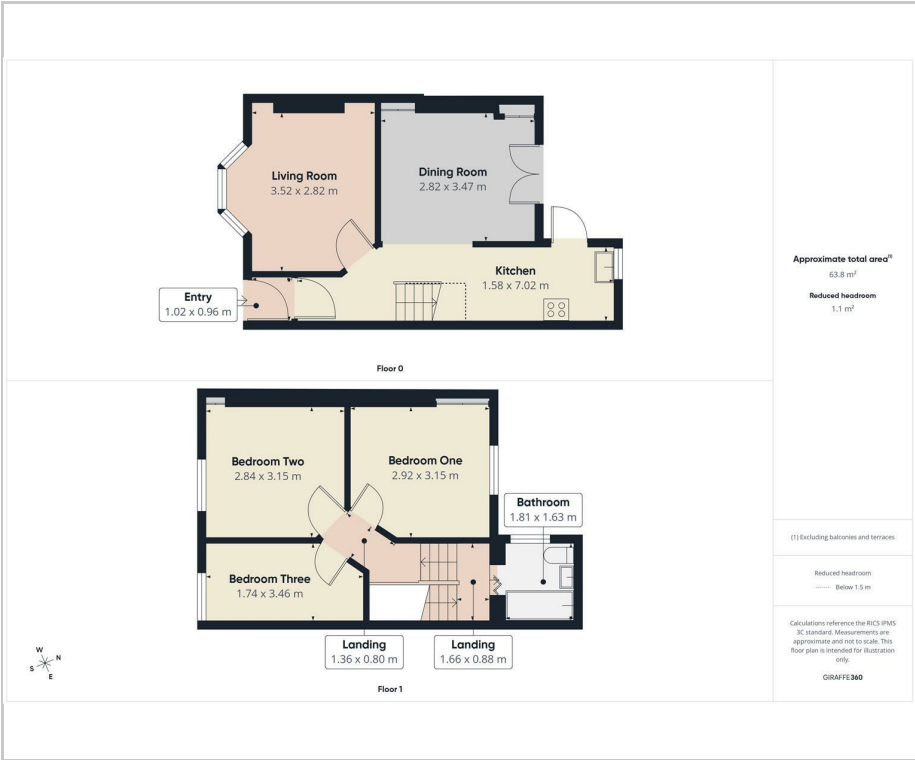 Living Room
3.52 x 2.82 m
Dining Room
2.82 x 3.47 m
Kitchen
1.58 x 7.02 m
Entry
1.02 x 0.96 m
Floor 0
Approximate total area(1)
63.8 m²
Reduced headroom
1.1 m²
Bedroom Two
2.84 x 3.15 m
Bedroom One
2.92 x 3.15 m
Bathroom
1.81 x 1.63 m
Bedroom Three
1.74 x 3.46 m
Landing
1.36 x 0.80 m
Landing
1.66 x 0.88 m
Floor 1
W
N
S
E
(1) Excluding balconies and terraces
Reduced headroom
Below 1.5 m
Calculations reference the RICS IPMS
3C standard. Measurements are
approximate and not to scale. This
floor plan is intended for illustration
only.
GIRAFFE360